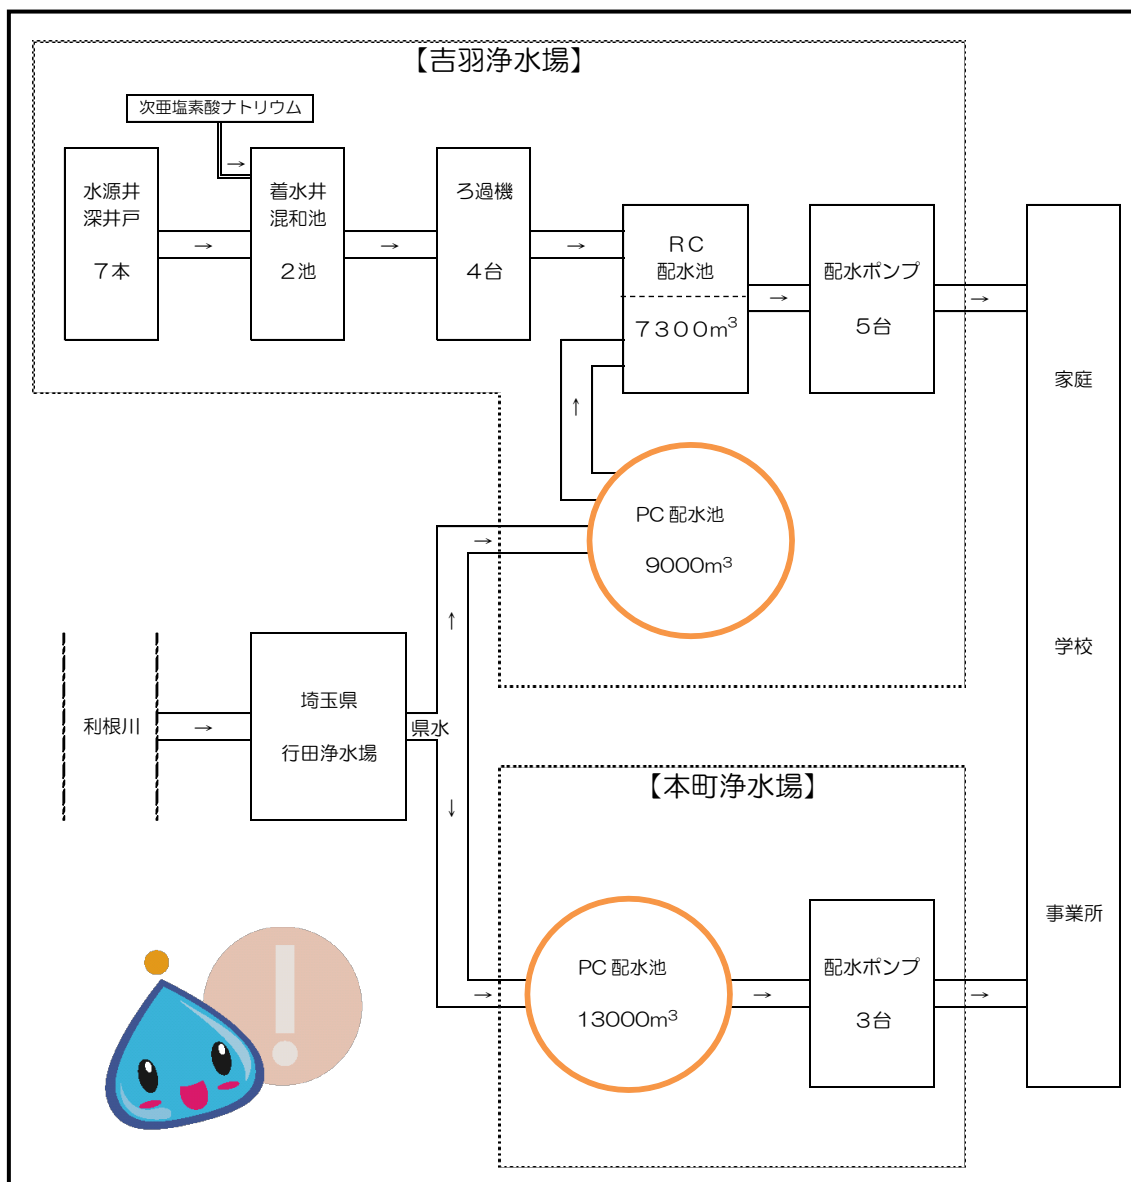 【吉羽浄水場】
次亜塩素酸ナトリウム
→
水源井
深井戸
7本
→
着水井
混和池
2池
→
ろ過機
4台
→
RC
配水池
7300m³
→
配水ポンプ
5台
→
↑
PC配水池
9000m³
→
↑
利根川
→
埼玉県
行田浄水場
県水
↓
→
【本町浄水場】
PC配水池
13000m³
→
配水ポンプ
3台
→
家庭
学校
事業所
!